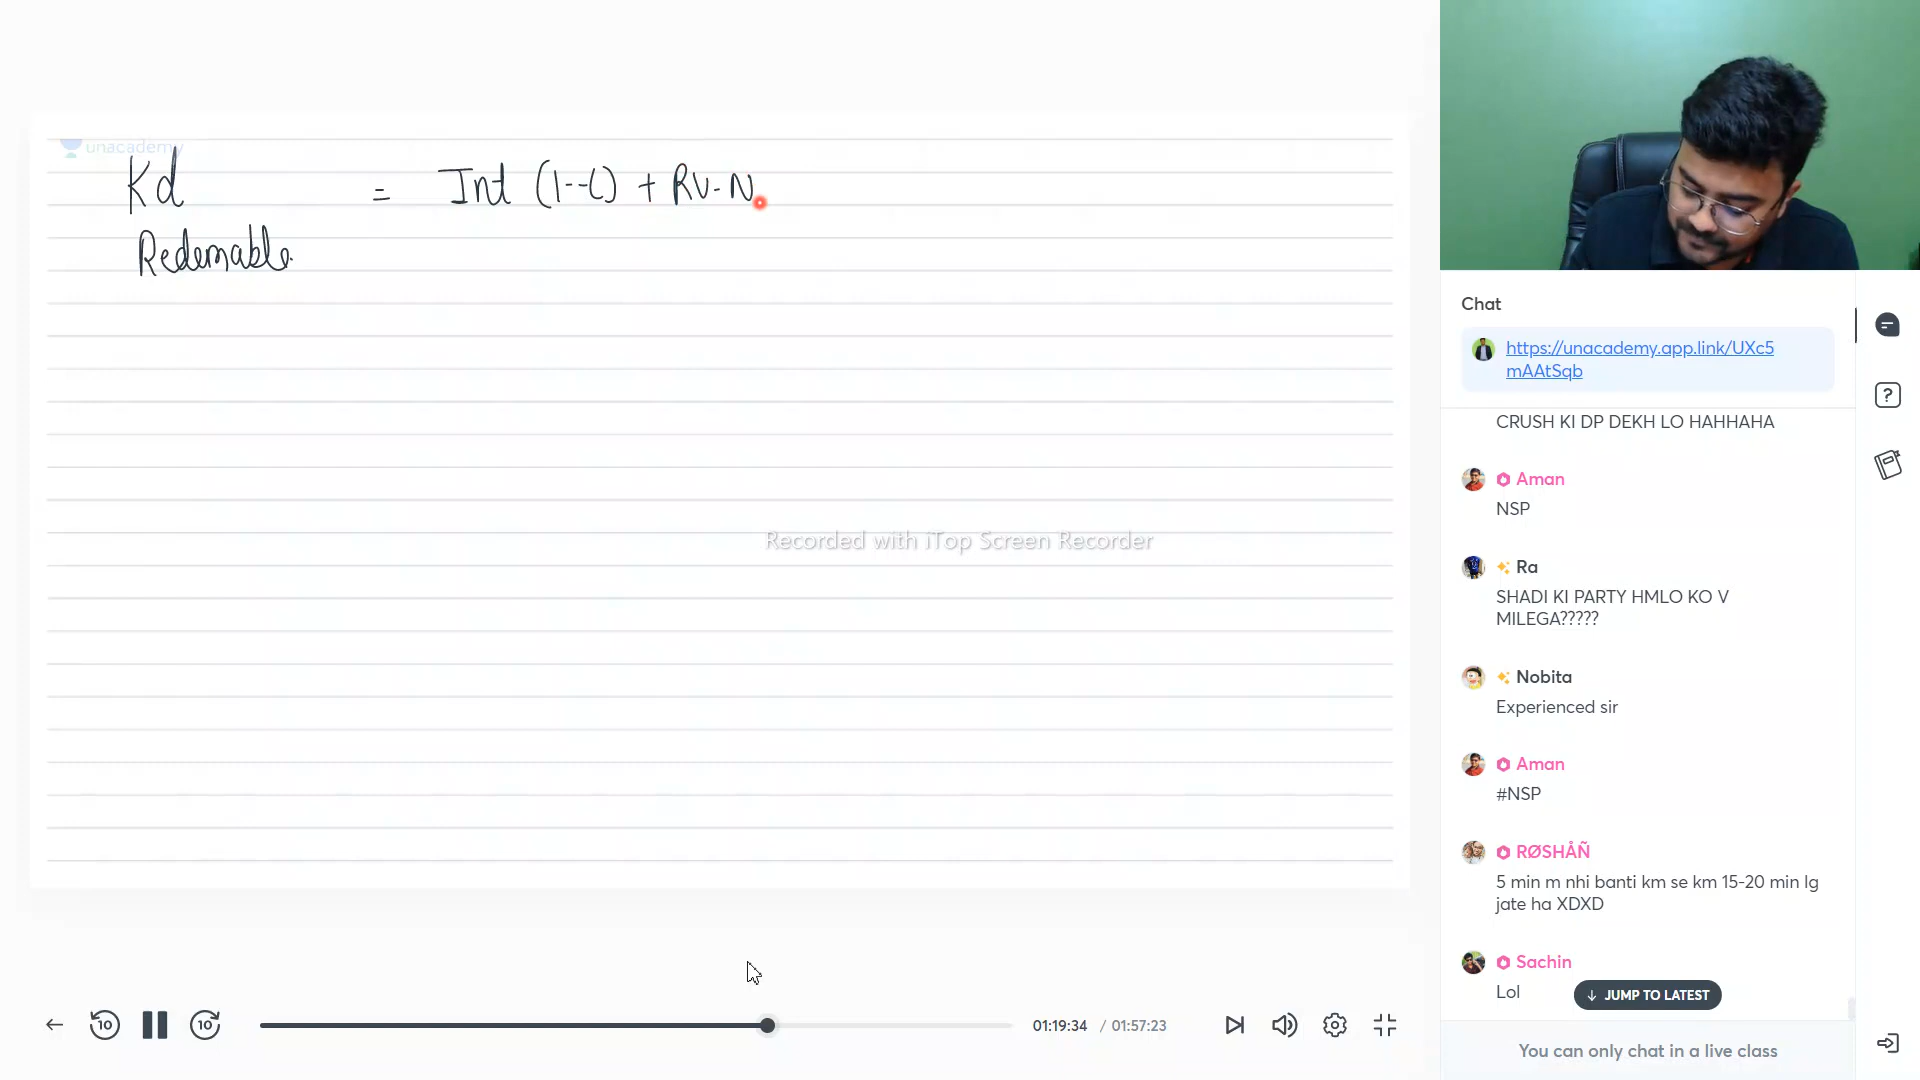 unacademy
Kd = Int (1-t) + RV-N
Redemable
Recorded with iTop Screen Recorder
10
10
01:19:34 / 01:57:23
Chat
https://unacademy.app.link/UXc5
mAAtSqb
CRUSH KI DP DEKH LO HAHHAHA
Aman
NSP
Ra
SHADI KI PARTY HMLO KO V
MILEGA?????
Nobita
Experienced sir
Aman
#NSP
RØSHÅÑ
5 min m nhi banti km se km 15-20 min lg
jate ha XDXD
Sachin
Lol
↓ JUMP TO LATEST
You can only chat in a live class
?